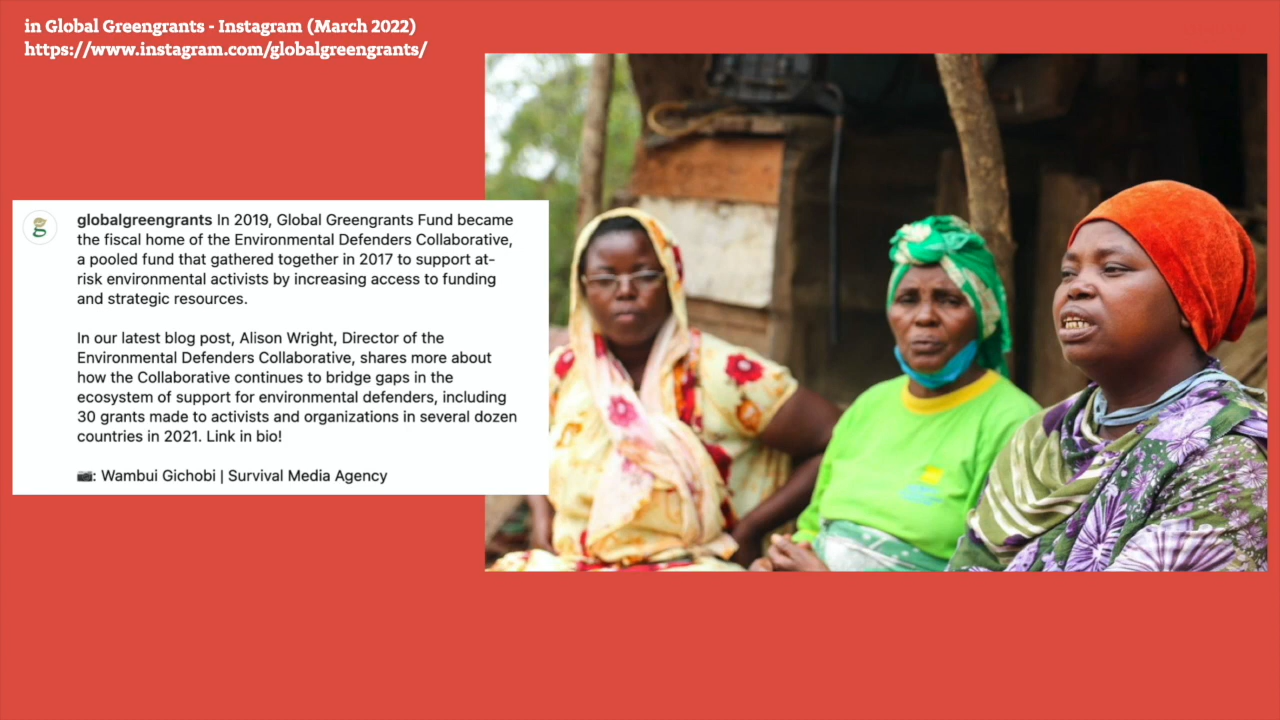 in Global Greengrants - Instagram (March 2022)
https://www.instagram.com/globalgreengrants/
globalgreengrants In 2019, Global Greengrants Fund became
the fiscal home of the Environmental Defenders Collaborative,
a pooled fund that gathered together in 2017 to support at-
risk environmental activists by increasing access to funding
and strategic resources.
In our latest blog post, Alison Wright, Director of the
Environmental Defenders Collaborative, shares more about
how the Collaborative continues to bridge gaps in the
ecosystem of support for environmental defenders, including
30 grants made to activists and organizations in several dozen
countries in 2021. Link in bio!
📷: Wambui Gichobi | Survival Media Agency